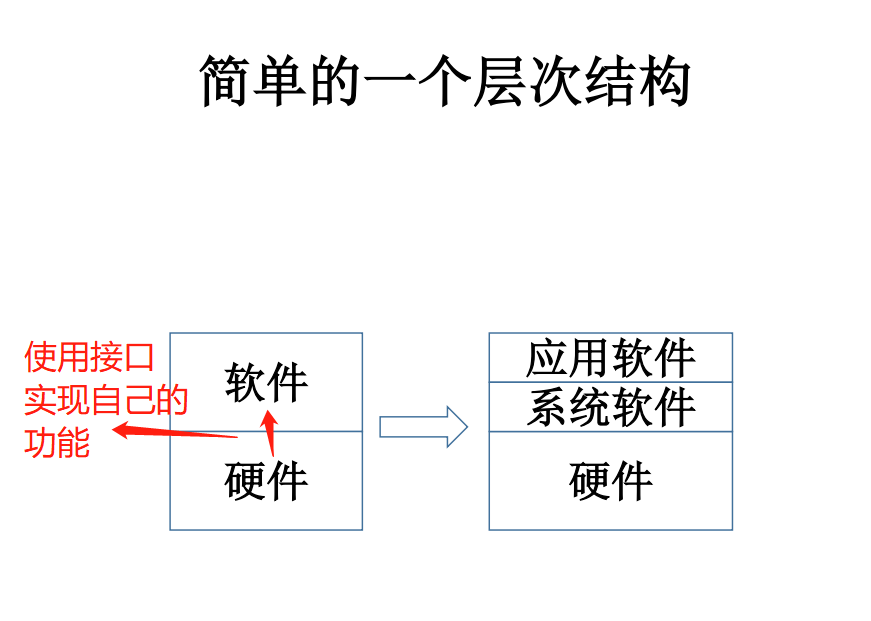 简单的一个层次结构
使用接口
实现自己的
功能
软件
硬件
应用软件
系统软件
硬件